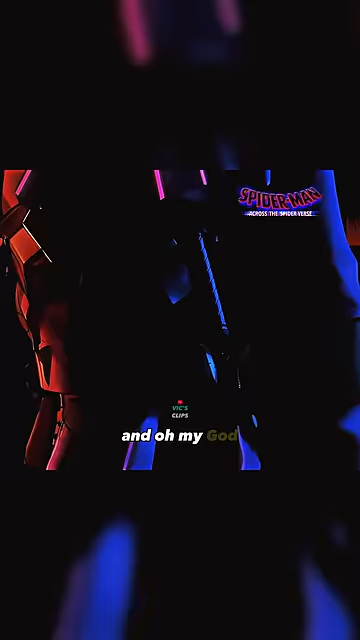 SPIDER-MAN
ACROSS THE SPIDER-VERSE
VIC'S
CLIPS
and oh my God